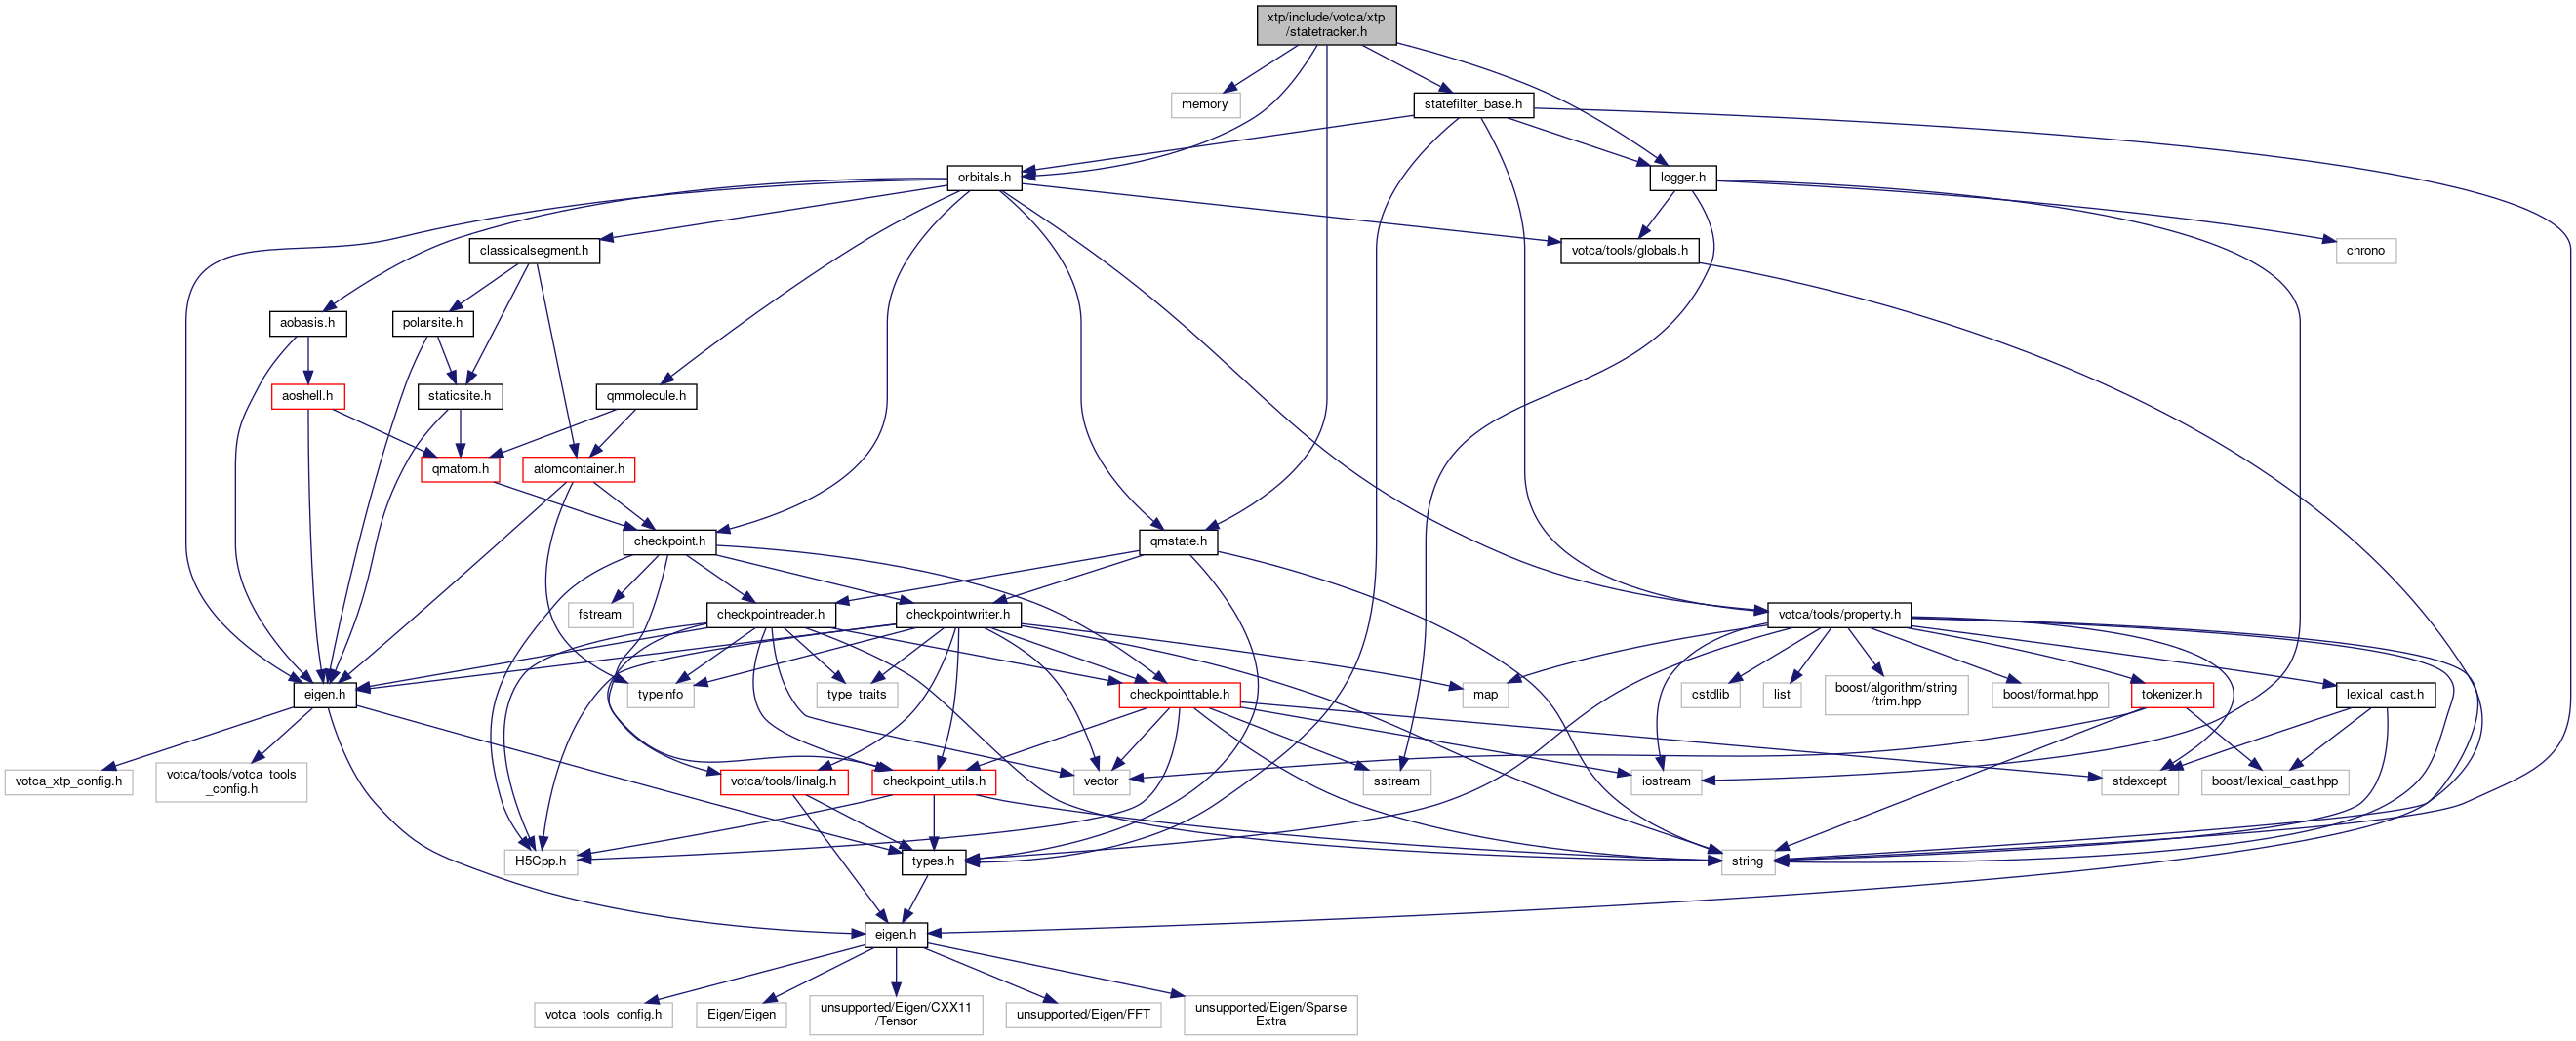 xtp/include/votca/xtp
/statetracker.h
memory
statefilter_base.h
orbitals.h
logger.h
classicalsegment.h
votca/tools/globals.h
chrono
aobasis.h
polarsite.h
aoshell.h
staticsite.h
qmmolecule.h
qmatom.h
atomcontainer.h
checkpoint.h
qmstate.h
fstream
checkpointreader.h
checkpointwriter.h
votca/tools/property.h
eigen.h
typeinfo
type_traits
checkpointtable.h
map
cstdlib
list
boost/algorithm/string
/trim.hpp
boost/format.hpp
tokenizer.h
lexical_cast.h
votca_xtp_config.h
votca/tools/votca_tools
_config.h
votca/tools/linalg.h
checkpoint_utils.h
vector
sstream
iostream
stdexcept
boost/lexical_cast.hpp
H5Cpp.h
types.h
string
eigen.h
votca_tools_config.h
Eigen/Eigen
unsupported/Eigen/CXX11
/Tensor
unsupported/Eigen/FFT
unsupported/Eigen/Sparse
Extra